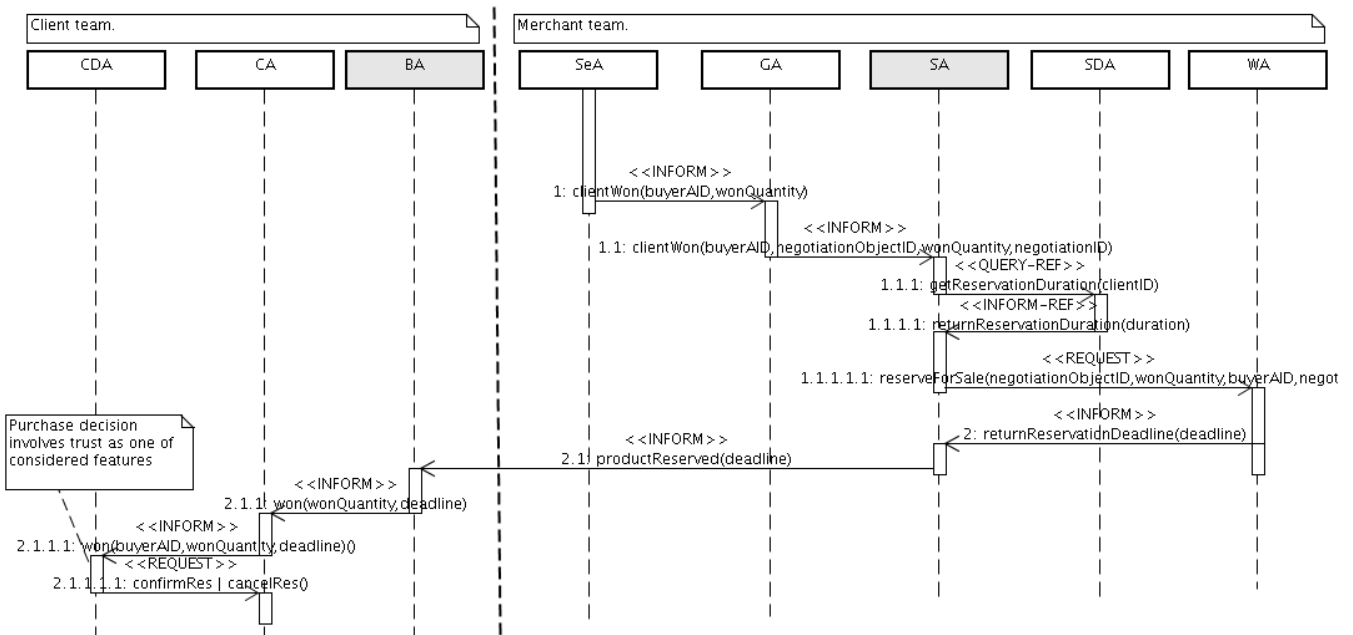 Client team.
Merchant team.
CDA
CA
BA
SeA
GA
SA
SDA
WA
<<INFORM>>
1: clientWon(buyerAID,wonQuantity)
<<INFORM>>
1.1: clientWon(buyerAID,negotiationObjectID,wonQuantity,negotiationID)
<<QUERY-REF>>
1.1.1: getReservationDuration(clientID)
<<INFORM-REF>>
1.1.1.1: returnReservationDuration(duration)
<<REQUEST>>
1.1.1.1.1: reserveForSale(negotiationObjectID,wonQuantity,buyerAID,negot
<<INFORM>>
2: returnReservationDeadline(deadline)
<<INFORM>>
2.1: productReserved(deadline)
Purchase decision
involves trust as one of
considered features
<<INFORM>>
2.1.1: won(wonQuantity,deadline)
<<INFORM>>
2.1.1.1: won(buyerAID,wonQuantity,deadline)()
<<REQUEST>>
2.1.1.1.1: confirmRes | cancelRes()